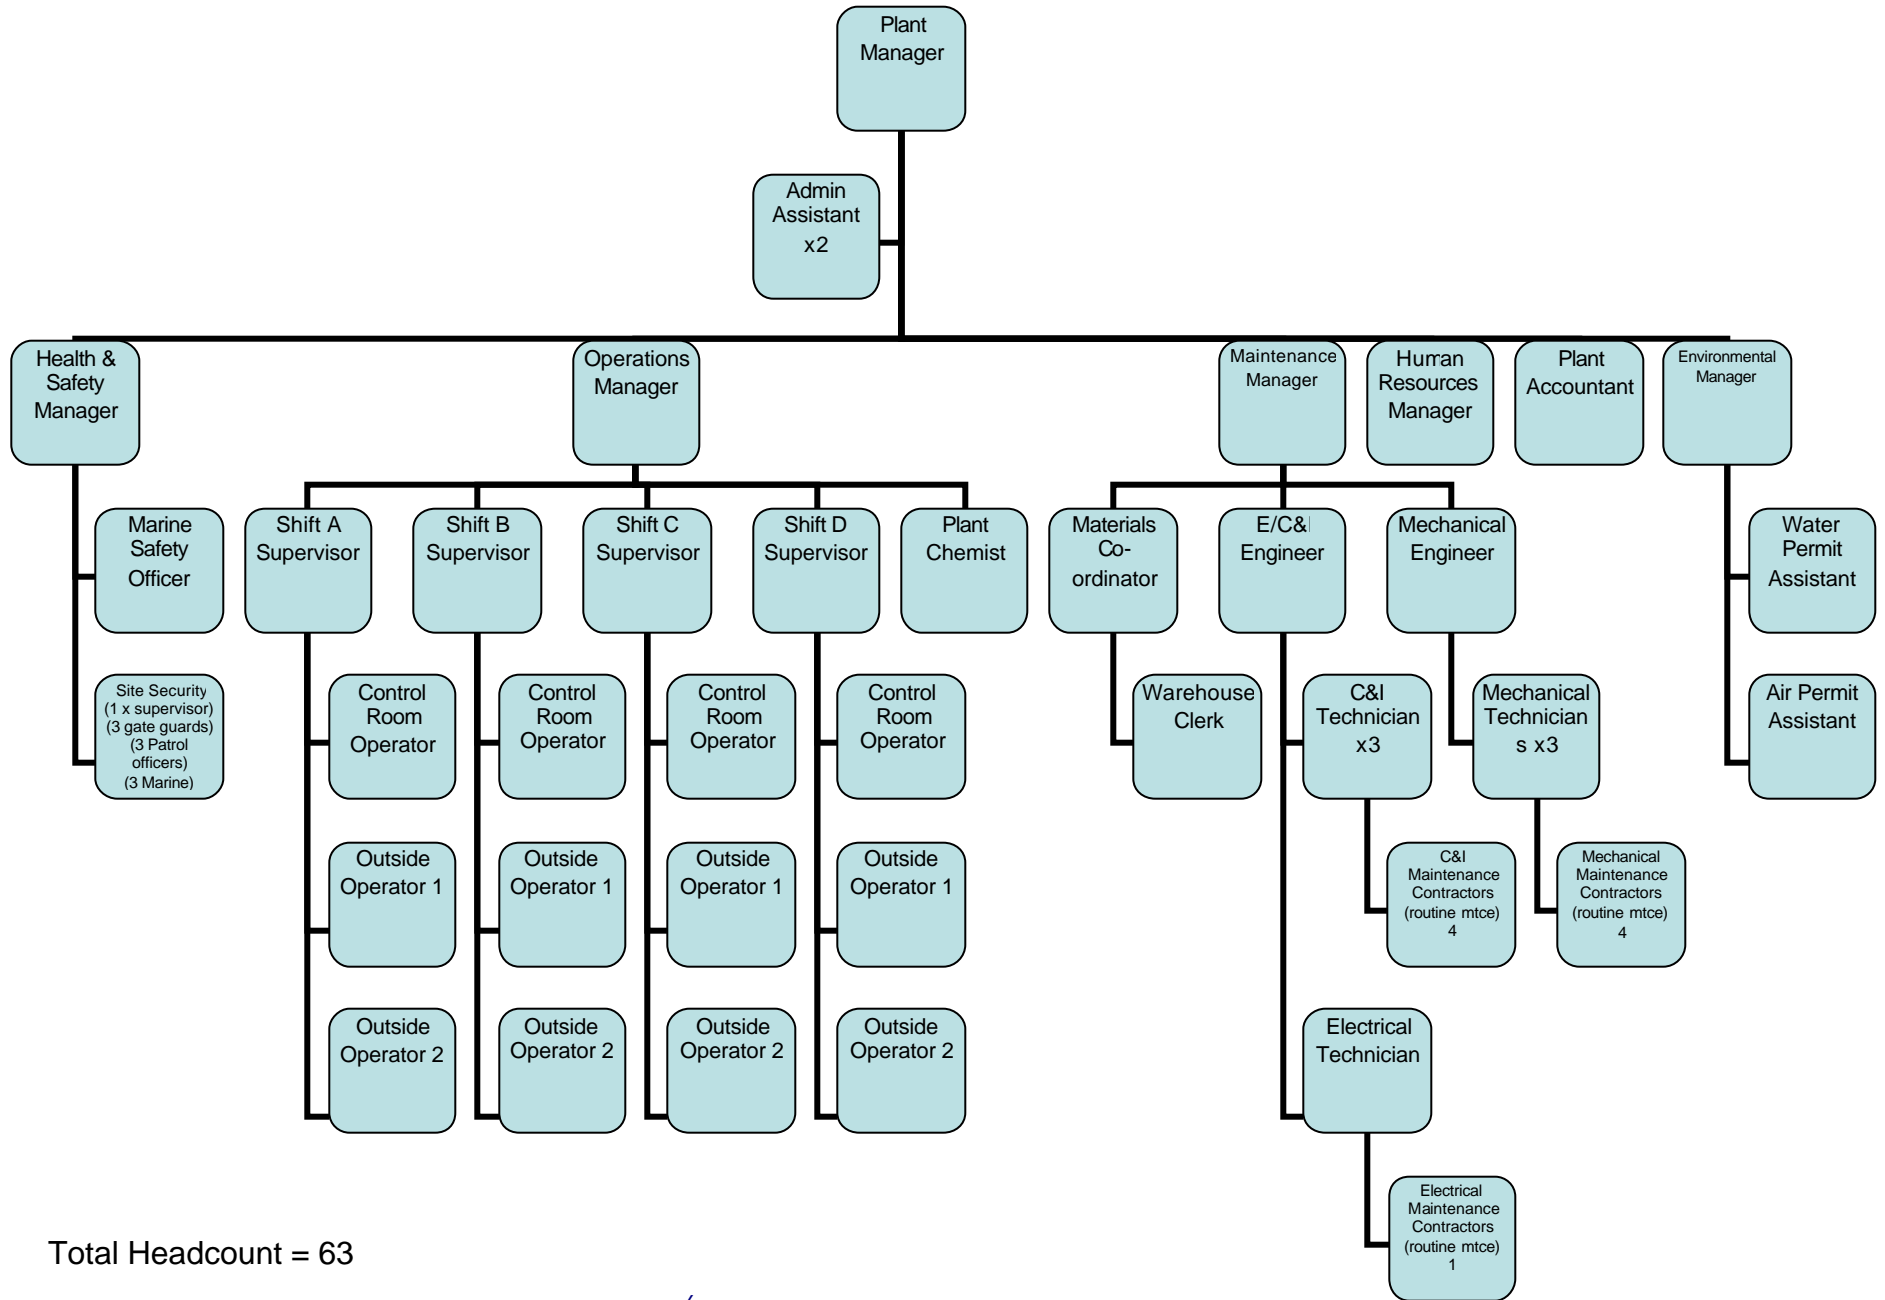 Plant
Manager
Admin
Assistant
x2
Health &
Safety
Manager
Operations
Manager
Maintenance
Manager
Human
Resources
Manager
Plant
Accountant
Environmental
Manager
Marine
Safety
Officer
Shift A
Supervisor
Shift B
Supervisor
Shift C
Supervisor
Shift D
Supervisor
Plant
Chemist
Materials
Co-
ordinator
E/C&I
Engineer
Mechanical
Engineer
Water
Permit
Assistant
Site Security
(1 x supervisor)
(3 gate guards)
(3 Patrol
officers)
(3 Marine)
Control
Room
Operator
Control
Room
Operator
Control
Room
Operator
Control
Room
Operator
Warehouse
Clerk
C&I
Technician
x3
Mechanical
Technician
s x3
Air Permit
Assistant
Outside
Operator 1
Outside
Operator 1
Outside
Operator 1
Outside
Operator 1
C&I
Maintenance
Contractors
(routine mtce)
4
Mechanical
Maintenance
Contractors
(routine mtce)
4
Outside
Operator 2
Outside
Operator 2
Outside
Operator 2
Outside
Operator 2
Electrical
Technician
Electrical
Maintenance
Contractors
(routine mtce)
1
Total Headcount = 63